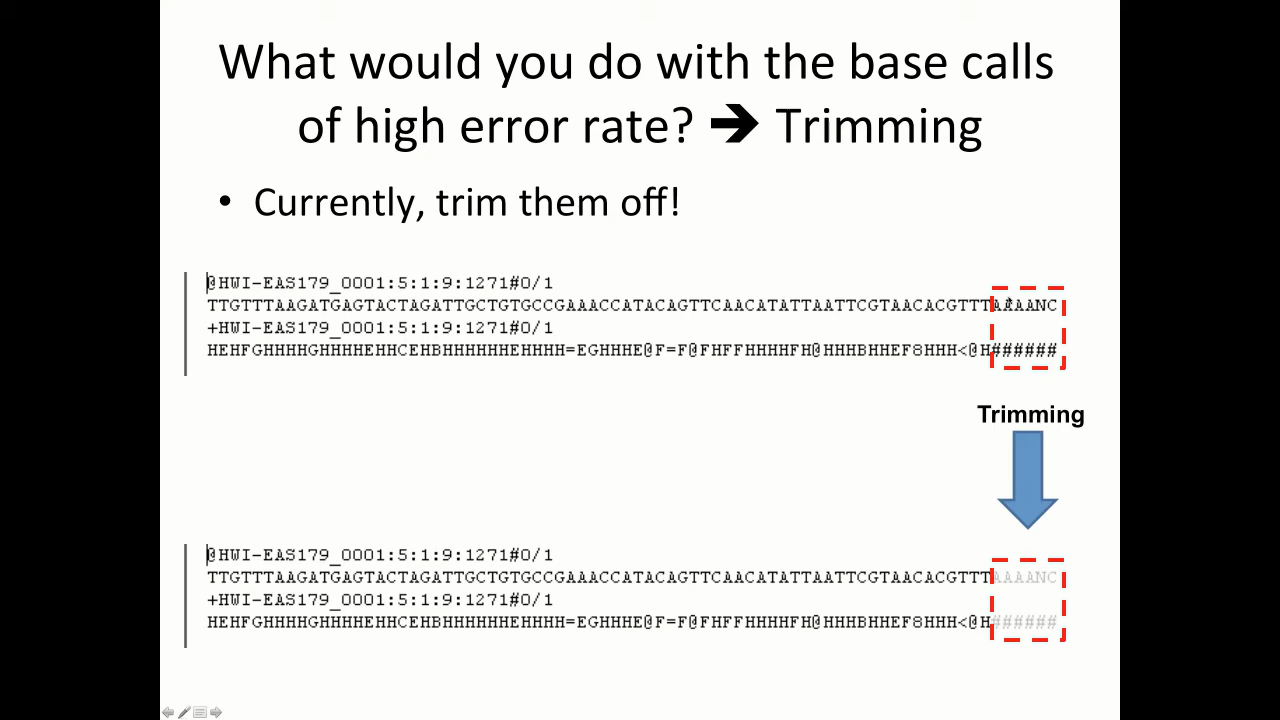 What would you do with the base calls
of high error rate? ➔ Trimming
• Currently, trim them off!
@HWI-EAS179_0001:5:1:9:1271#0/1
TTGTTTAAGATGAGTACTAGATTGCTGTGCCGAAACCATACAGTTCAACATATTAATTCGTAACACGTTTAAAANC
+HWI-EAS179_0001:5:1:9:1271#0/1
HEHFGHHHHGHHHHEHHCEHBHHHHHHEHHHH=EGHHHE@F=F@FHFFHHHHFH@HHHBHHEF8HHH<@H######
Trimming
@HWI-EAS179_0001:5:1:9:1271#0/1
TTGTTTAAGATGAGTACTAGATTGCTGTGCCGAAACCATACAGTTCAACATATTAATTCGTAACACGTTTAAAANC
+HWI-EAS179_0001:5:1:9:1271#0/1
HEHFGHHHHGHHHHEHHCEHBHHHHHHEHHHH=EGHHHE@F=F@FHFFHHHHFH@HHHBHHEF8HHH<@H######